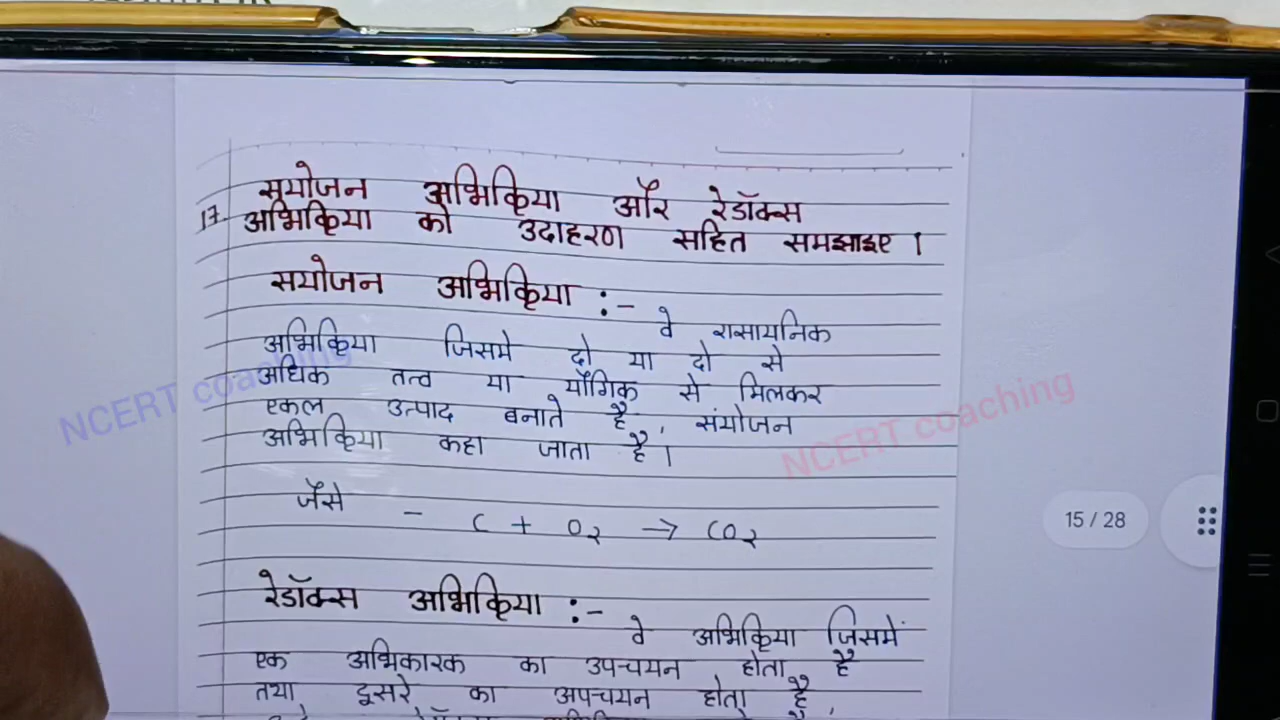 सयोजन अभिक्रिया और रेडॉक्स
17. अभिक्रिया को उदाहरण सहित समझाइए ।
सयोजन अभिक्रिया :-
वे रासायनिक
अभिक्रिया जिसमे दो या दो से
अधिक तत्व या यौगिक से मिलकर
एकल उत्पाद बनाते है, संयोजन
अभिक्रिया कहा जाता है ।
जैसे - C + O2 → CO2
रेडॉक्स अभिक्रिया :-
वे अभिक्रिया जिसमें
एक अभिकारक का उपचयन होता है
तथा दूसरे का अपचयन होता है,
NCERT coaching
NCERT coaching
15 / 28